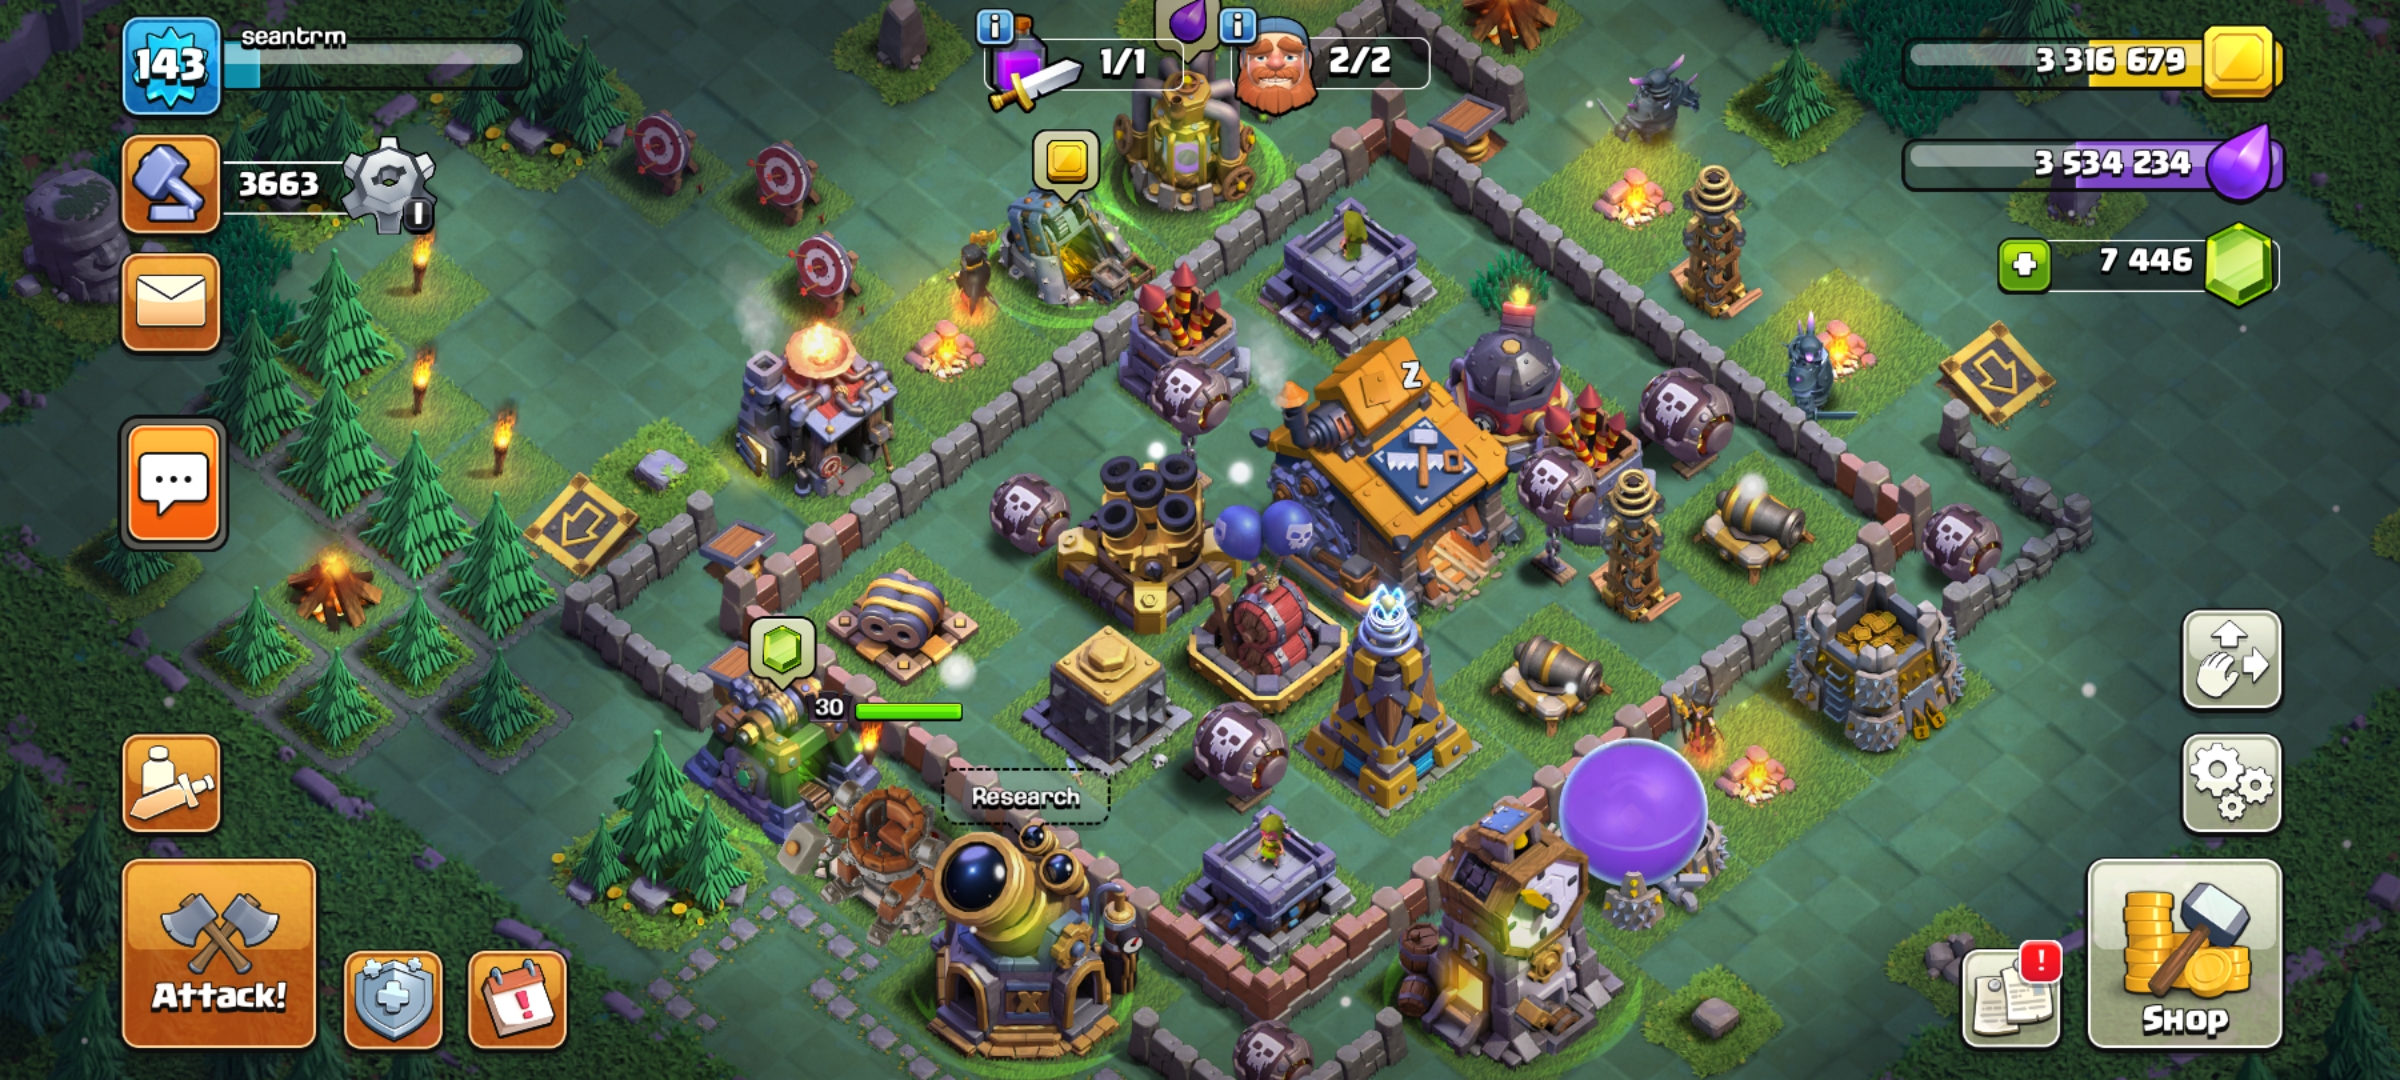 143
seantrm
1/1
2/2
3 316 679
3663
I
3 534 234
7 446
Z
30
Research
!
Attack!
Shop